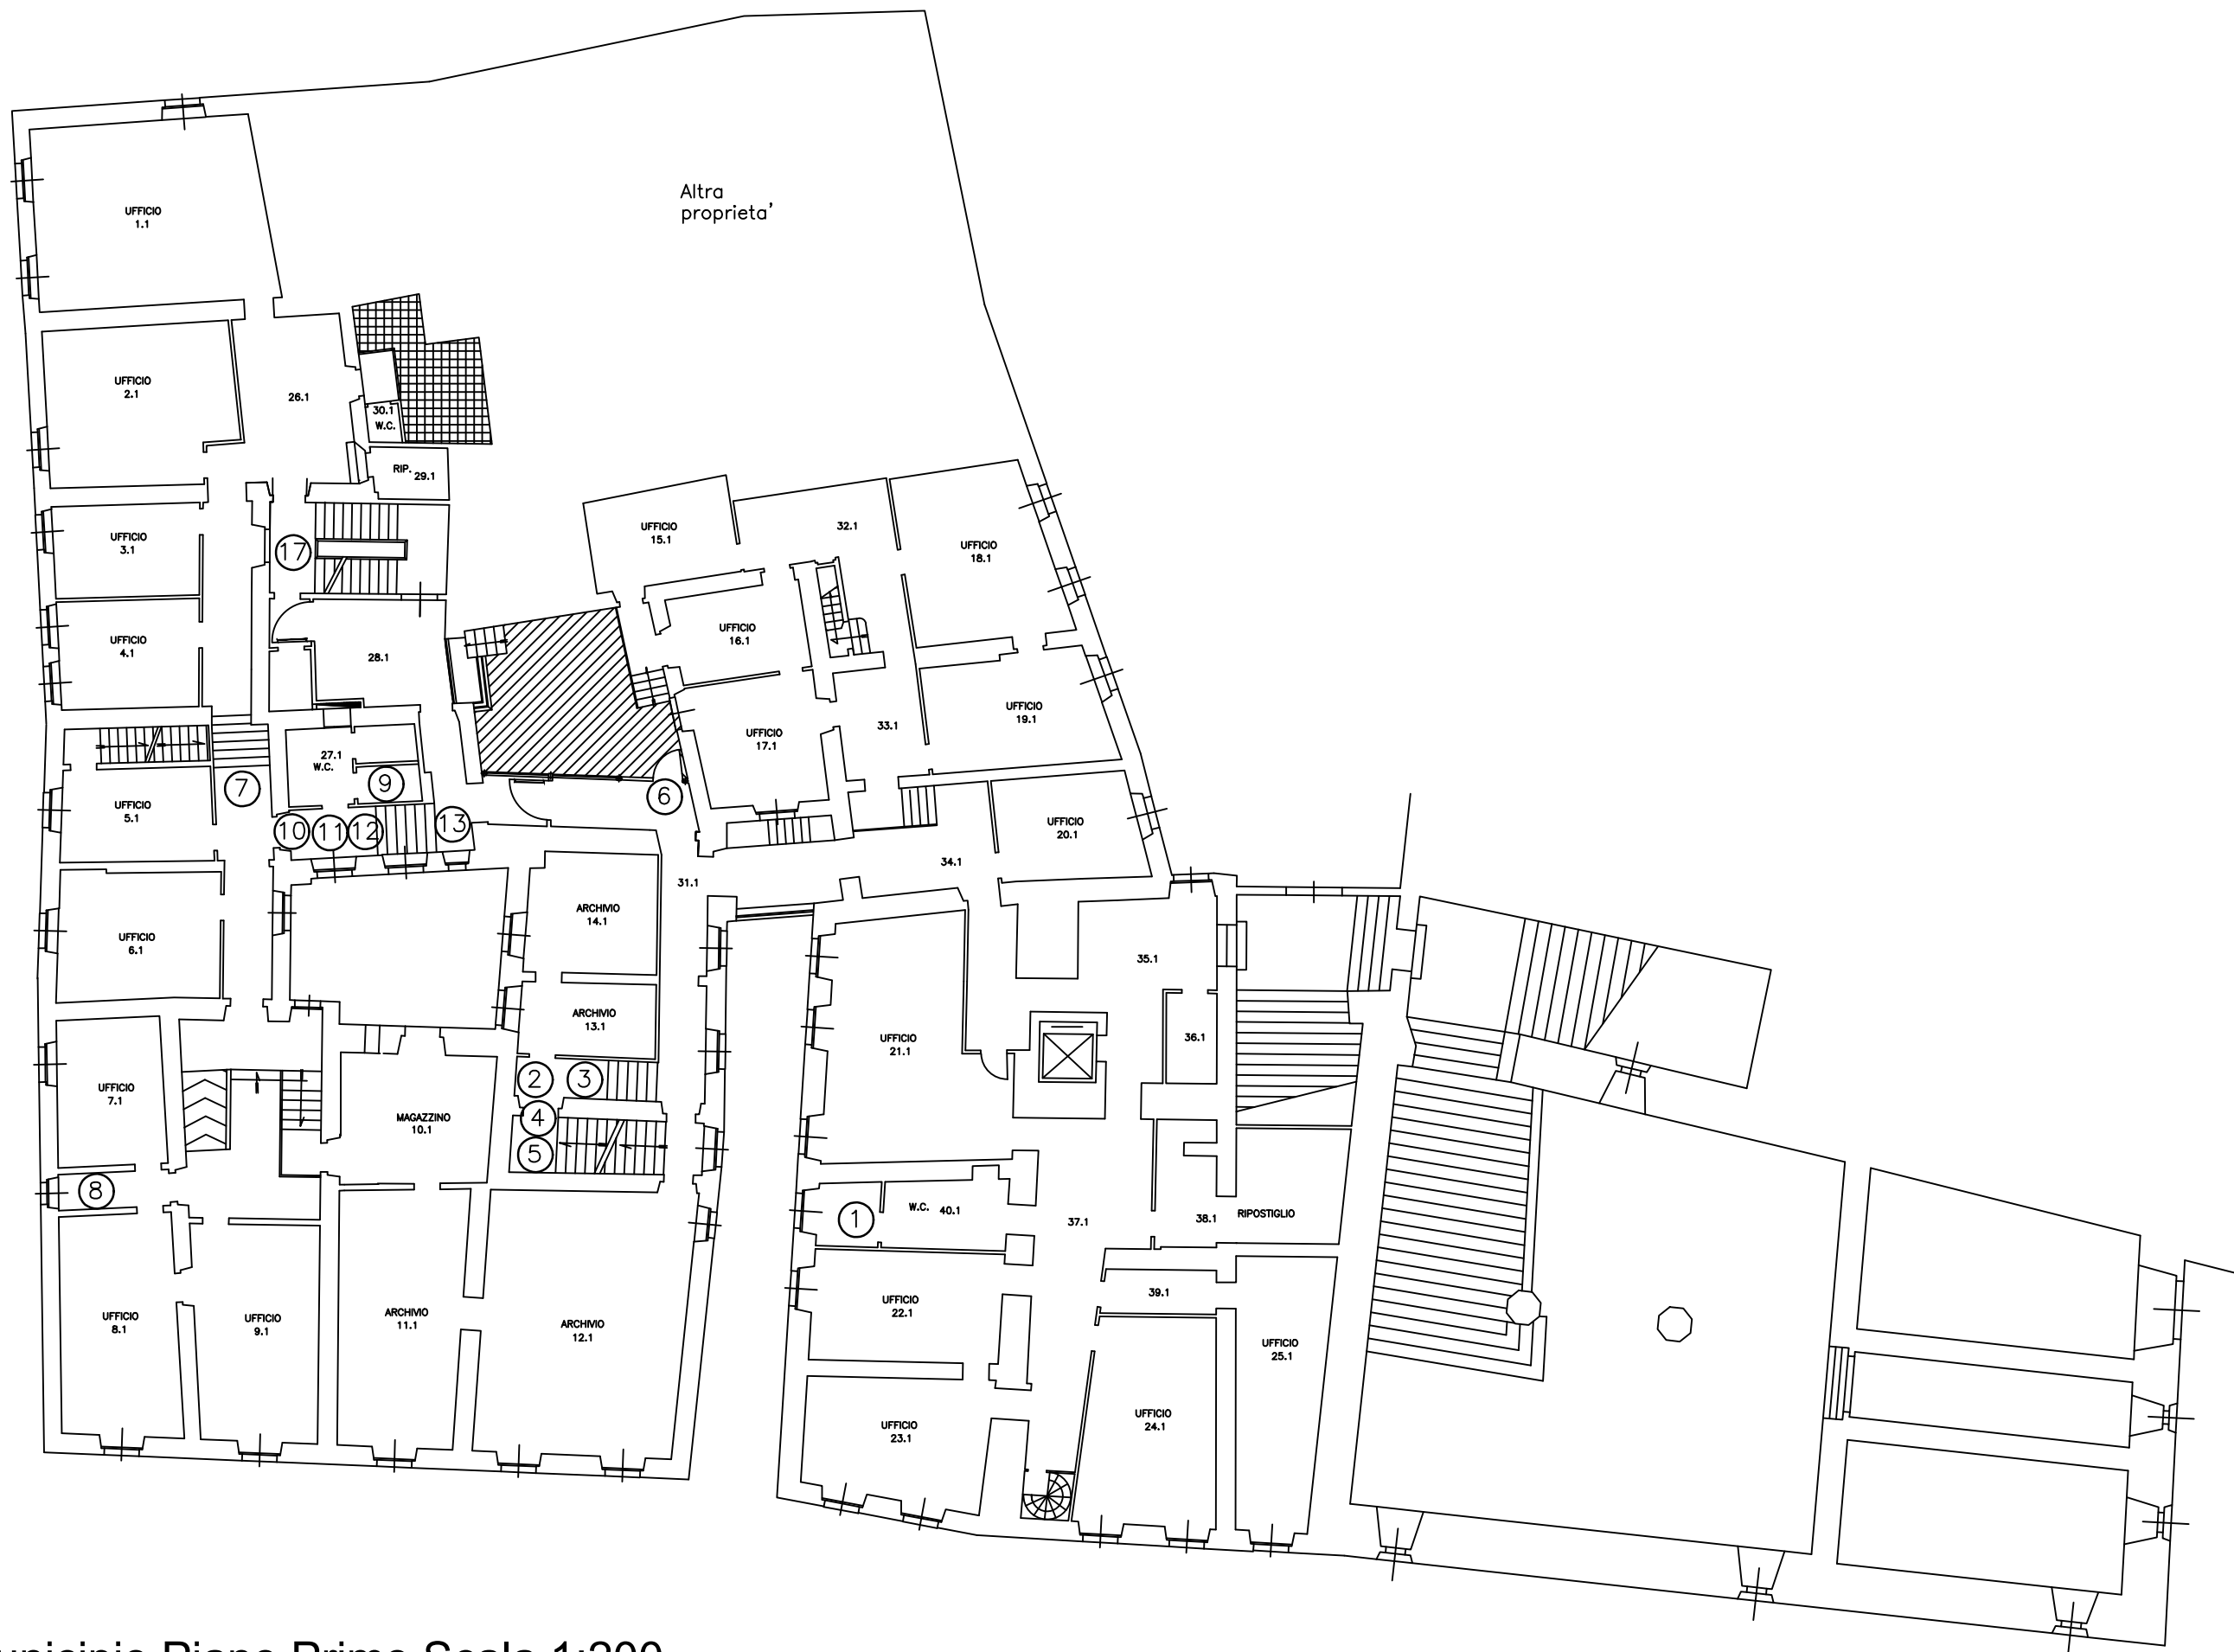 Altra
proprieta'
UFFICIO
1.1
UFFICIO
2.1
26.1
30.1
W.C.
RIP.
29.1
UFFICIO
3.1
17
UFFICIO
4.1
28.1
UFFICIO
15.1
32.1
UFFICIO
18.1
UFFICIO
16.1
UFFICIO
19.1
33.1
UFFICIO
17.1
27.1
W.C.
7
9
6
UFFICIO
5.1
10
11
12
13
UFFICIO
20.1
34.1
31.1
UFFICIO
6.1
ARCHIVIO
14.1
ARCHIVIO
13.1
35.1
36.1
UFFICIO
21.1
UFFICIO
7.1
MAGAZZINO
10.1
2
3
4
5
8
1
W.C.
40.1
37.1
38.1
RIPOSTIGLIO
39.1
UFFICIO
8.1
UFFICIO
9.1
ARCHIVIO
11.1
ARCHIVIO
12.1
UFFICIO
22.1
UFFICIO
25.1
UFFICIO
23.1
UFFICIO
24.1
unicipio Piano Primo Scala 1:200